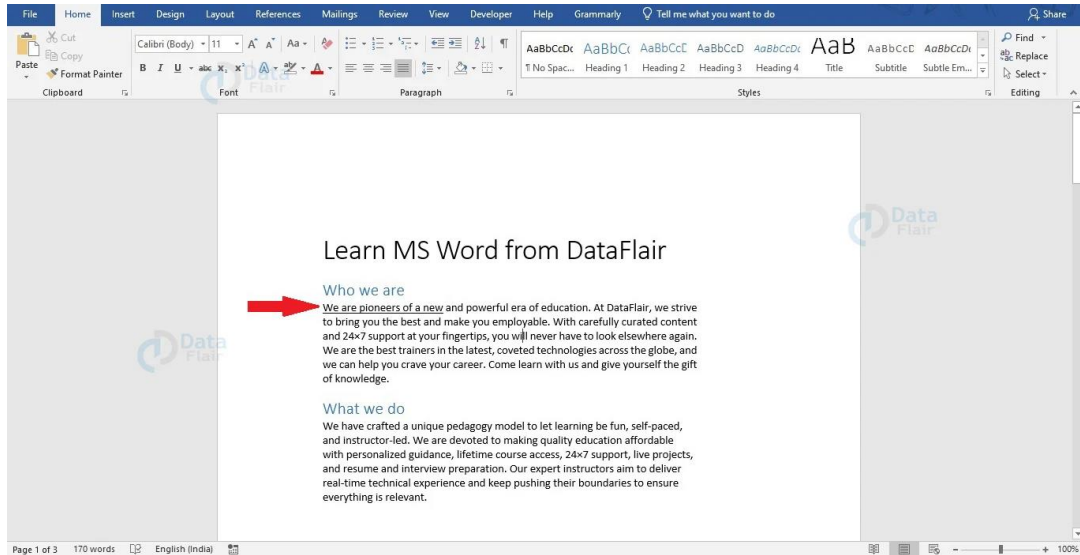 File Home Insert Design Layout References Mailings Review View Developer Help Grammarly Tell me what you want to do Share
Cut
Copy
Paste
Format Painter
Clipboard
Calibri (Body) 11 A A Aa
B I U abc x, x² A A
Font
Paragraph
AaBbCcDc AaBbCc AaBbCcC AaBbCcD AaBbCcDc AaB AaBbCcD AaBbCcDc
¶ No Spac... Heading 1 Heading 2 Heading 3 Heading 4 Title Subtitle Subtle Em...
Styles
Find
Replace
Select
Editing
Data
Flair
Data
Flair
Data
Flair
Learn MS Word from DataFlair
Who we are
We are pioneers of a new and powerful era of education. At DataFlair, we strive
to bring you the best and make you employable. With carefully curated content
and 24×7 support at your fingertips, you will never have to look elsewhere again.
We are the best trainers in the latest, coveted technologies across the globe, and
we can help you crave your career. Come learn with us and give yourself the gift
of knowledge.
What we do
We have crafted a unique pedagogy model to let learning be fun, self-paced,
and instructor-led. We are devoted to making quality education affordable
with personalized guidance, lifetime course access, 24×7 support, live projects,
and resume and interview preparation. Our expert instructors aim to deliver
real-time technical experience and keep pushing their boundaries to ensure
everything is relevant.
Page 1 of 3 170 words English (India) 100%